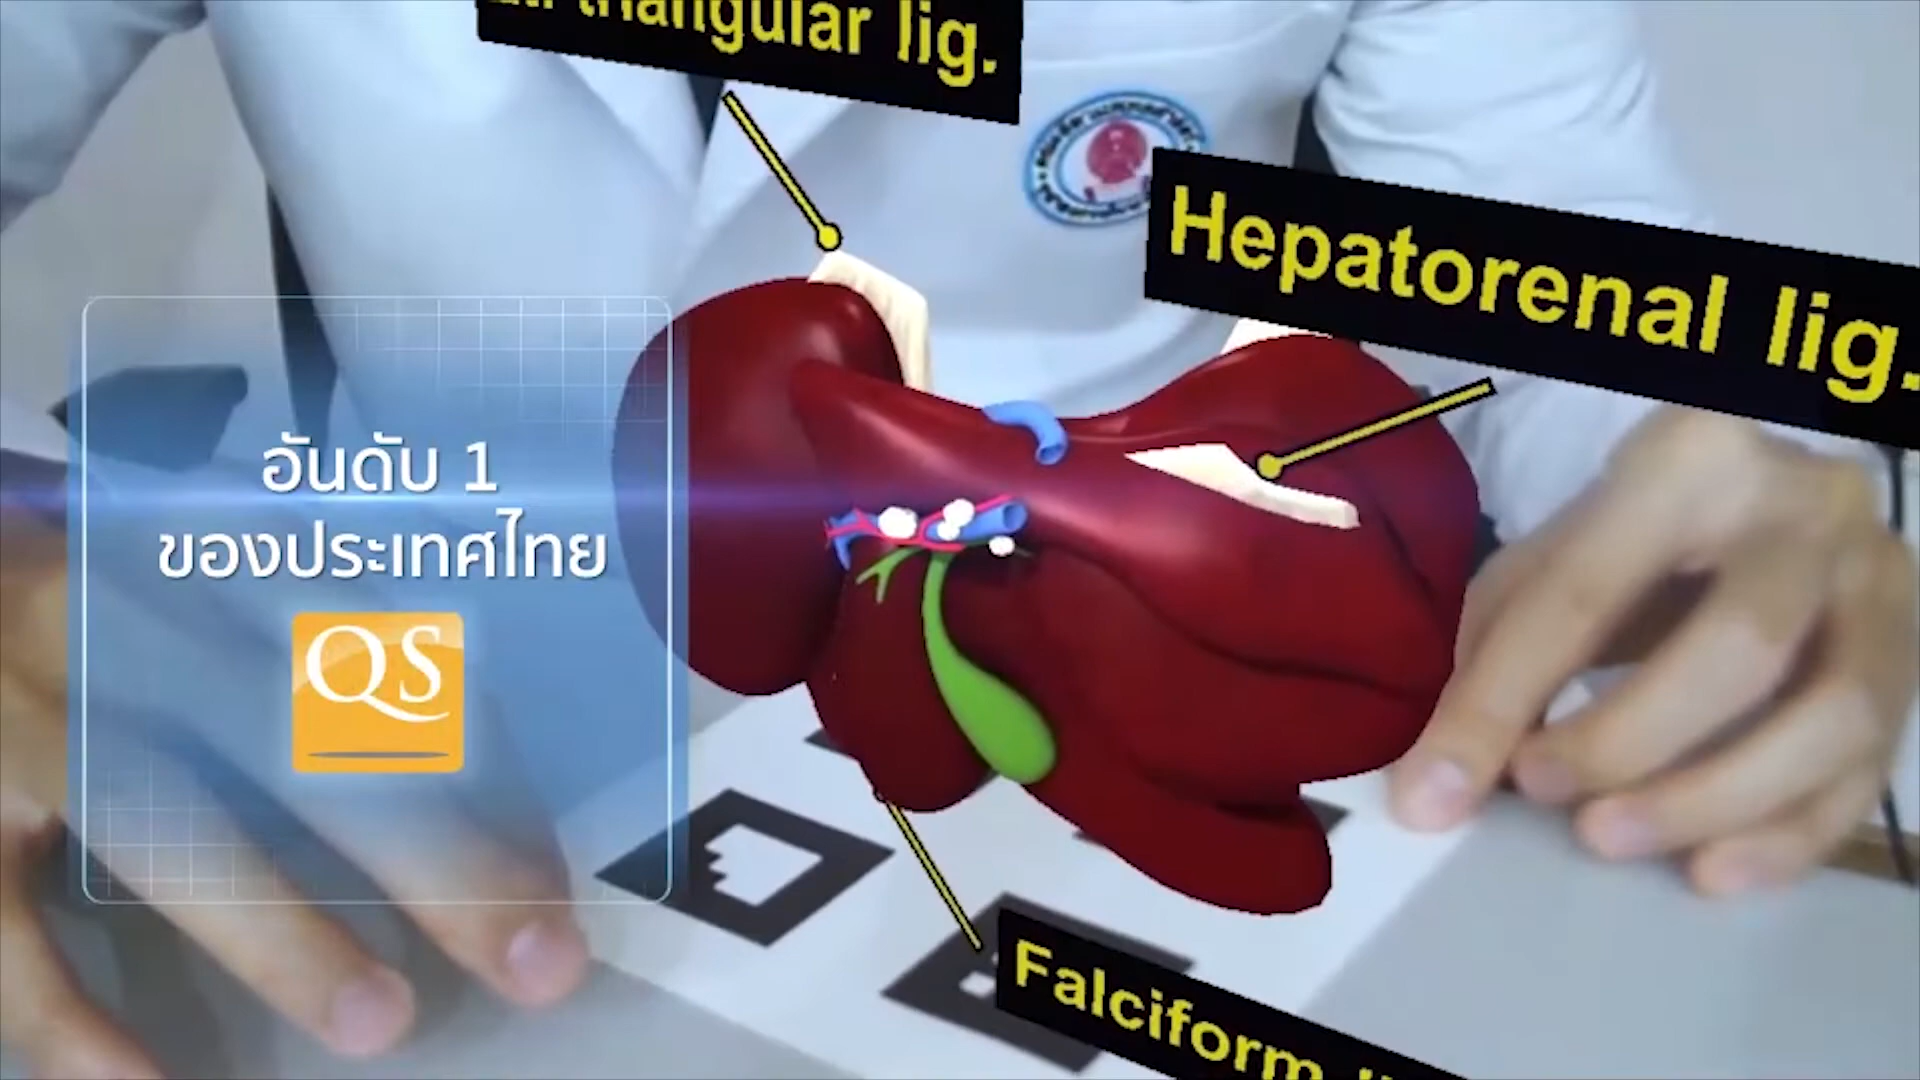 triangular lig.
Hepatorenal lig.
อันดับ 1
ของประเทศไทย
QS
Falciform